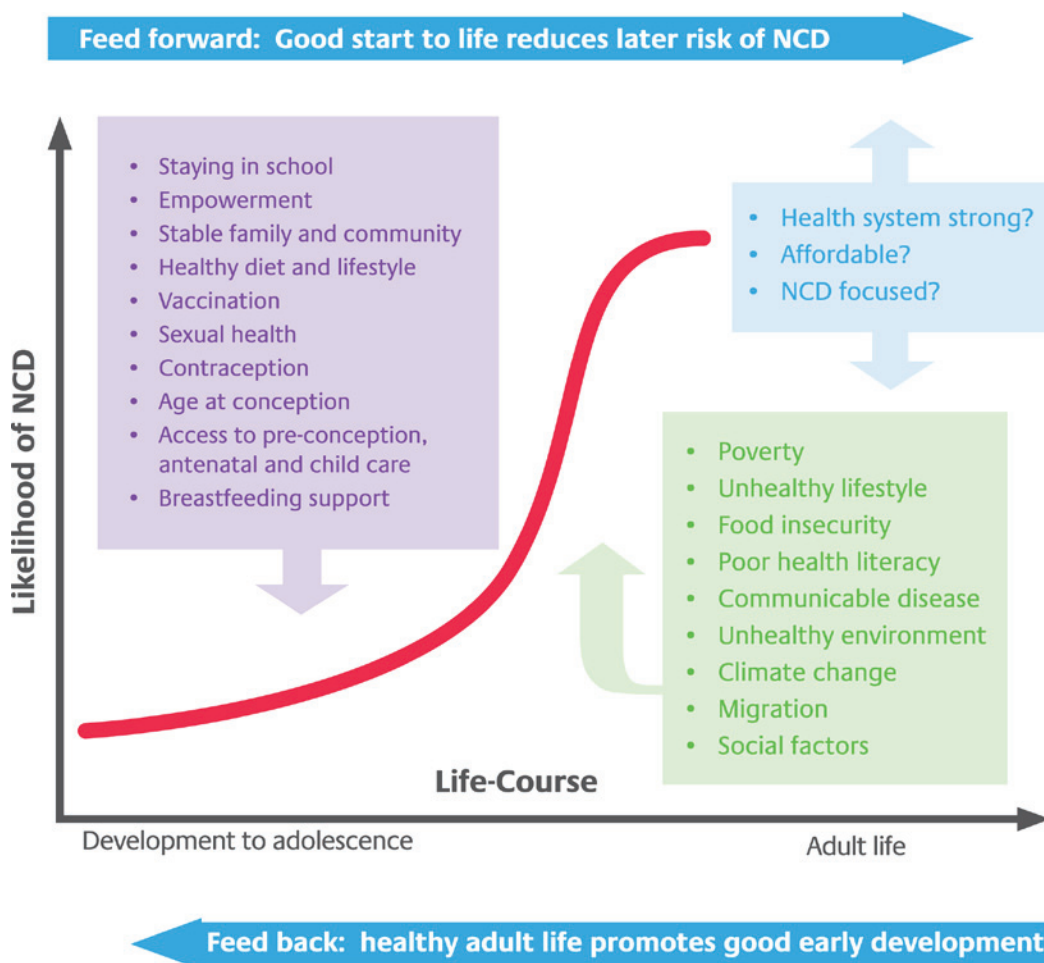 Feed forward: Good start to life reduces later risk of NCD
Likelihood of NCD
• Staying in school
• Empowerment
• Stable family and community
• Healthy diet and lifestyle
• Vaccination
• Sexual health
• Contraception
• Age at conception
• Access to pre-conception,
antenatal and child care
• Breastfeeding support
• Health system strong?
• Affordable?
• NCD focused?
• Poverty
• Unhealthy lifestyle
• Food insecurity
• Poor health literacy
• Communicable disease
• Unhealthy environment
• Climate change
• Migration
• Social factors
Life-Course
Development to adolescence
Adult life
Feed back: healthy adult life promotes good early development